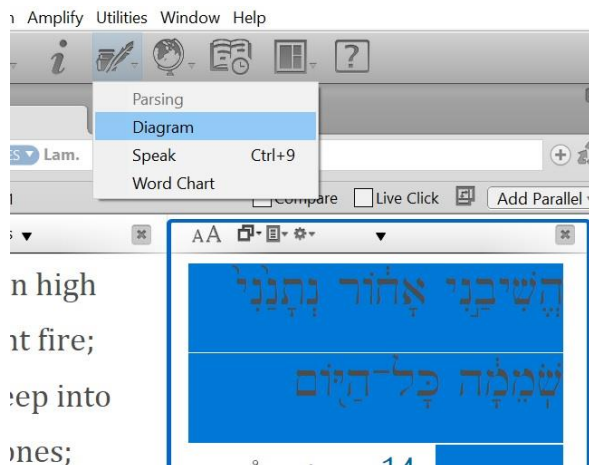 Amplify Utilities Window Help
Parsing
Diagram
Speak Ctrl+9
Word Chart
Lam.
Compare Live Click Add Parallel
AA
n high
nt fire;
eep into
ones;
הֱשִׁיבַ֣נִי אָח֔וֹר נְתָנַ֙נִי֙
שֹֽׁמֵמָ֔ה כָּל־הַיּ֖וֹם
14